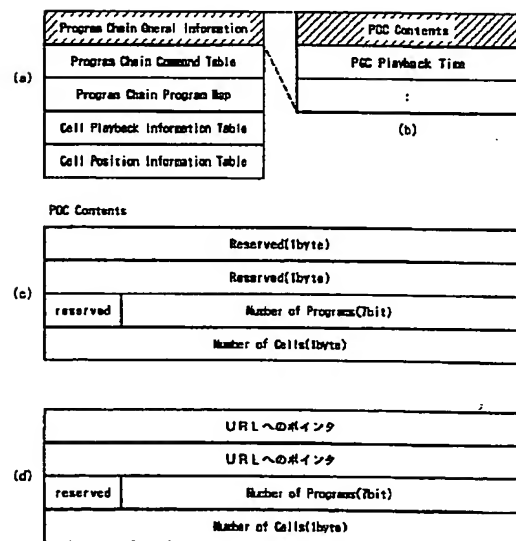 Program Chain Gneral Information
PGC Contents
(a)
Program Chain Command Table
PGC Playback Time
Program Chain Program Map
:
Cell Playback Information Table
(b)
Cell Position Information Table
PGC Contents
(c)
Reserved(1byte)
Reserved(1byte)
reserved
Number of Programs(7bit)
Number of Cells(1byte)
(d)
URLへのポインタ
URLへのポインタ
reserved
Number of Programs(7bit)
Number of Cells(1byte)